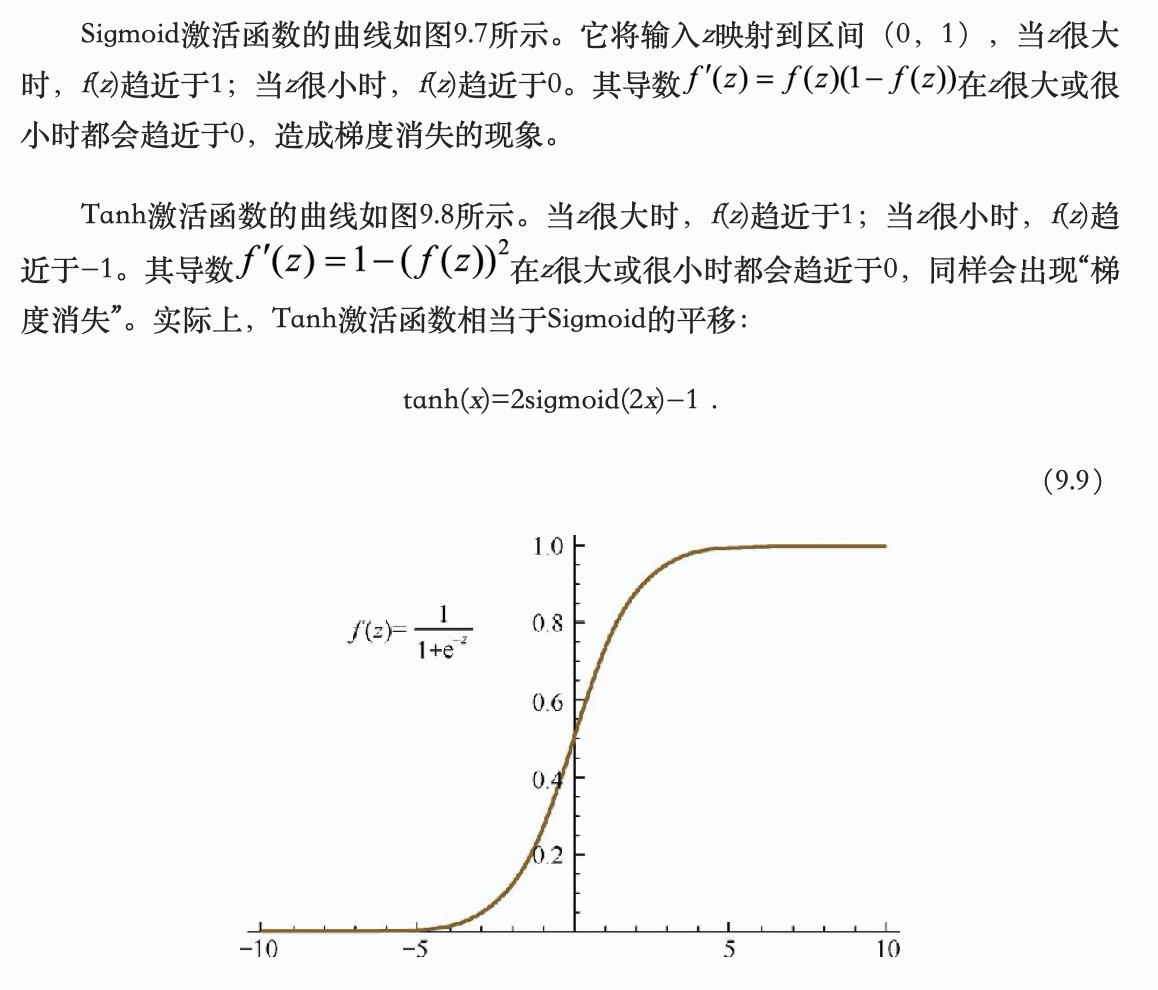 Sigmoid激活函数的曲线如图9.7所示。它将输入z映射到区间（0，1），当z很大
时，f(z)趋近于1；当z很小时，f(z)趋近于0。其导数f′(z) = f(z)(1− f(z))在z很大或很
小时都会趋近于0，造成梯度消失的现象。
Tanh激活函数的曲线如图9.8所示。当z很大时，f(z)趋近于1；当z很小时，f(z)趋
近于−1。其导数f′(z) = 1−(f(z))²在z很大或很小时都会趋近于0，同样会出现“梯
度消失”。实际上，Tanh激活函数相当于Sigmoid的平移：
tanh(x)=2sigmoid(2x)−1 .
（9.9）
1.0
f(z)= 1/(1+e^−z)
0.8
0.6
0.4
0.2
−10 −5 5 10